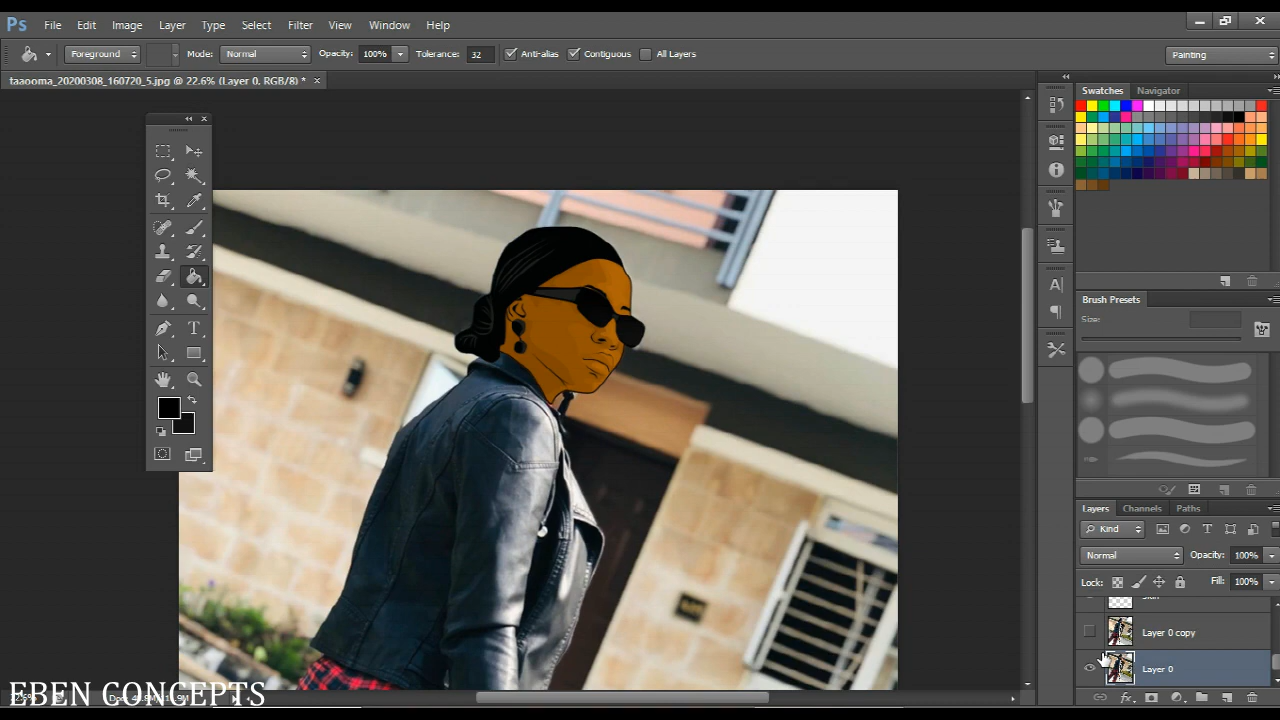 Ps File Edit Image Layer Type Select Filter View Window Help
Foreground Mode: Normal Opacity: 100% Tolerance: 32 Anti-alias Contiguous All Layers Painting
taaooma_20200308_160720_5.jpg @ 22.6% (Layer 0, RGB/8) *
Swatches Navigator
Brush Presets
Size:
Layers Channels Paths
Kind
Normal Opacity: 100%
Lock: Fill: 100%
Layer 0 copy
Layer 0
EBEN CONCEPTS